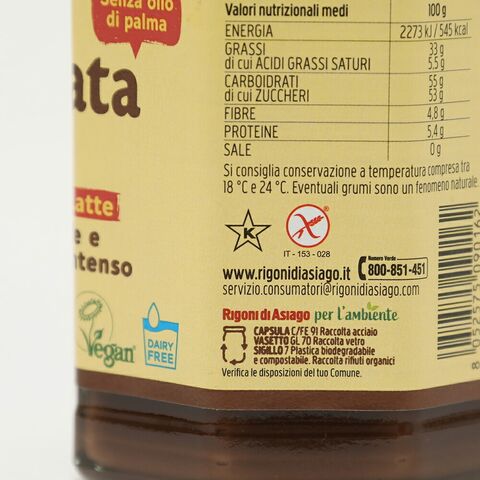 Senza olio
di palma
ata
atte
e e
tenso
Vegan
DAIRY
FREE
Valori nutrizionali medi 100 g
ENERGIA 2273 kJ / 545 kcal
GRASSI 33 g
di cui ACIDI GRASSI SATURI 5,5 g
CARBOIDRATI 55 g
di cui ZUCCHERI 53 g
FIBRE 4,8 g
PROTEINE 5,4 g
SALE 0 g
Si consiglia conservazione a temperatura compresa tra
18 °C e 24 °C. Eventuali grumi sono un fenomeno naturale.
K
IT - 153 - 028
www.rigonidiasiago.it
Numero Verde
800-851-451
servizio.consumatori@rigonidiasiago.com
Rigoni di Asiago per l'ambiente
CAPSULA C/FE 91 Raccolta acciaio
VASETTO GL 70 Raccolta vetro
SIGILLO 7 Plastica biodegradabile
e compostabile. Raccolta rifiuti organici
Verifica le disposizioni del tuo Comune.